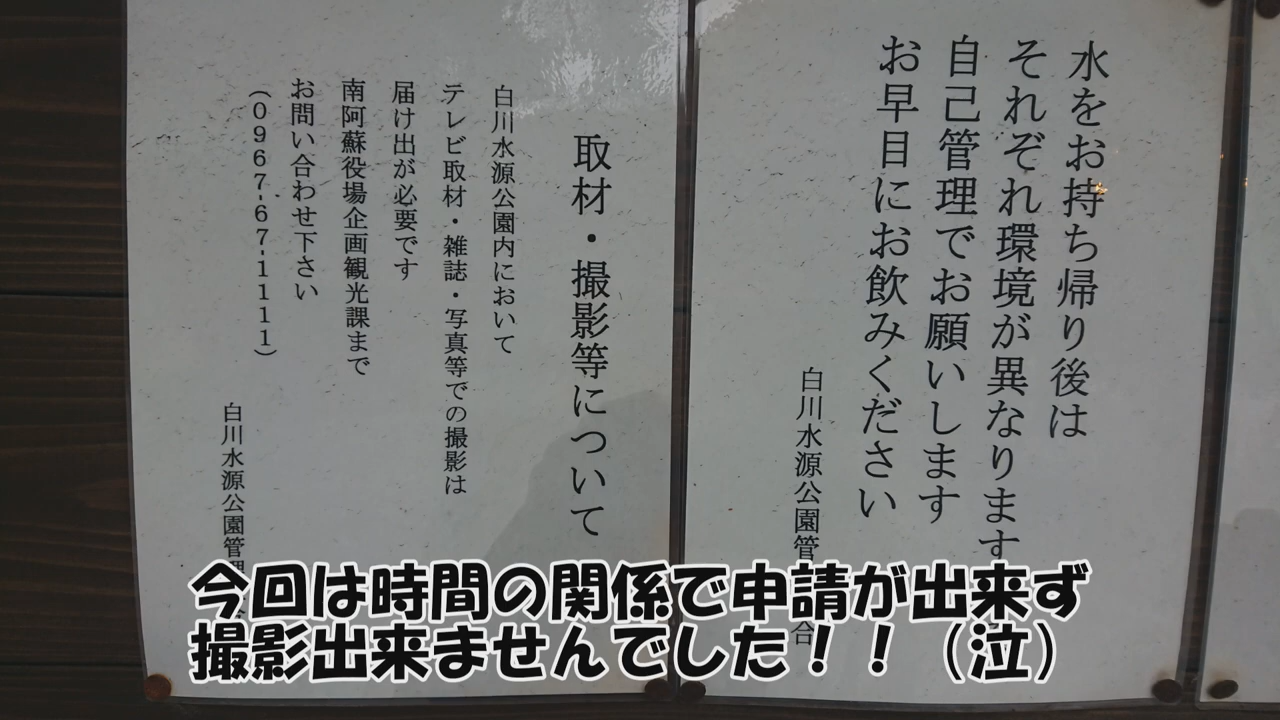 水をお持ち帰り後は
それぞれ環境が異なります
自己管理でお願いします
お早目にお飲みください
白川水源公園管
合
取材・撮影等について
白川水源公園内において
テレビ取材・雑誌・写真等での撮影は
届け出が必要です
南阿蘇役場企画観光課まで
お問い合わせ下さい
(0967-67-1111)
白川水源公園管理
今回は時間の関係で申請が出来ず
撮影出来ませんでした！！（泣）